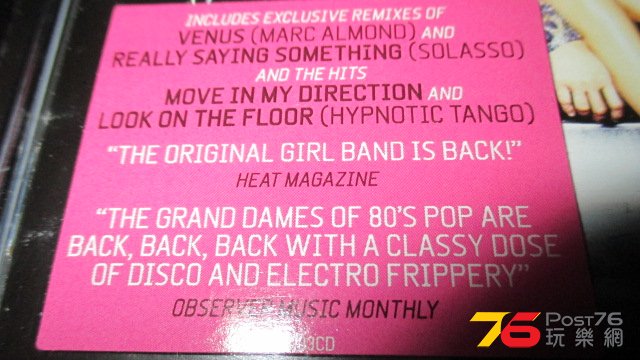 INCLUDES EXCLUSIVE REMIXES OF
VENUS (MARC ALMOND) AND
REALLY SAYING SOMETHING (SOLASSO)
AND THE HITS
MOVE IN MY DIRECTION AND
LOOK ON THE FLOOR (HYPNOTIC TANGO)
"THE ORIGINAL GIRL BAND IS BACK!"
HEAT MAGAZINE
"THE GRAND DAMES OF 80'S POP ARE
BACK, BACK, BACK WITH A CLASSY DOSE
OF DISCO AND ELECTRO FRIPPERY"
OBSERVER MUSIC MONTHLY
76 POST76
玩樂網